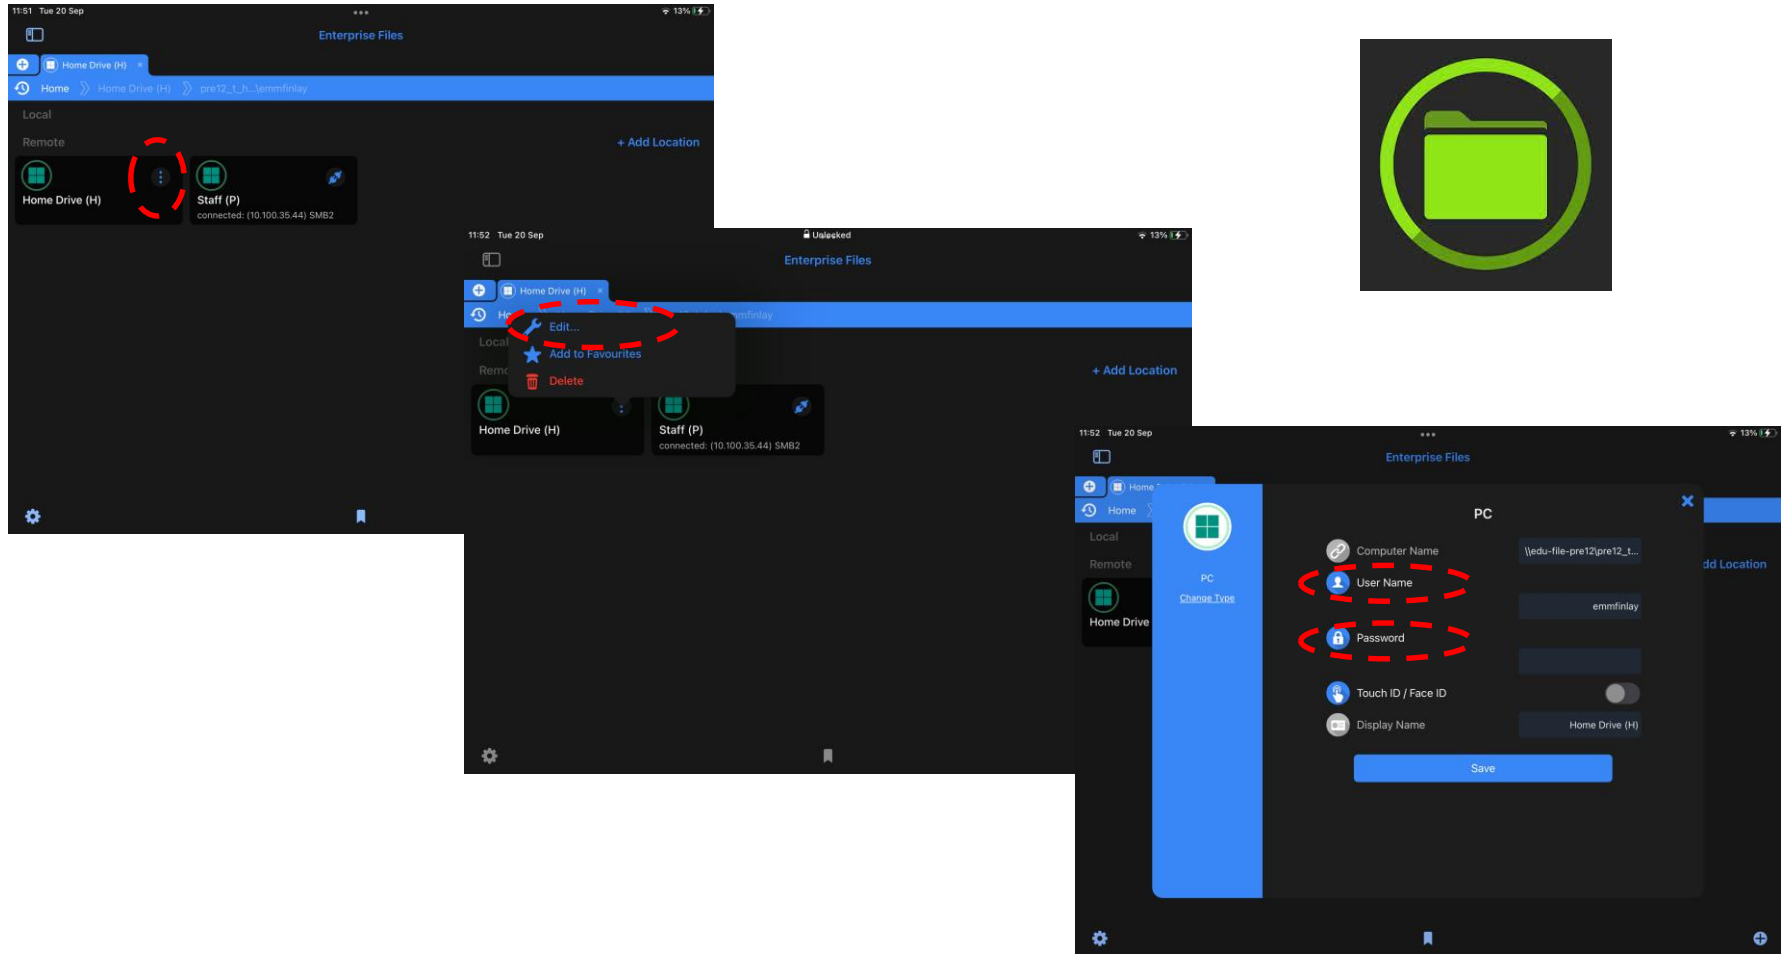 11:51 Tue 20 Sep
13%
Enterprise Files
Home Drive (H) ×
Home Home Drive (H) pre12_t_h...\emmfinlay
Local
Remote
+ Add Location
Home Drive (H)
Staff (P)
connected: (10.100.35.44) SMB2
11:52 Tue 20 Sep
Unlocked
13%
Enterprise Files
Home Drive (H) ×
emmfinlay
Edit...
Local
Add to Favourites
+ Add Location
Delete
Home Drive (H)
Staff (P)
connected: (10.100.35.44) SMB2
11:52 Tue 20 Sep
13%
Enterprise Files
Home
Home
PC
Local
Computer Name
\\edu-file-pre12\pre12_t...
Remote
dd Location
PC
User Name
Change Type
emmfinlay
Home Drive
Password
Touch ID / Face ID
Display Name
Home Drive (H)
Save